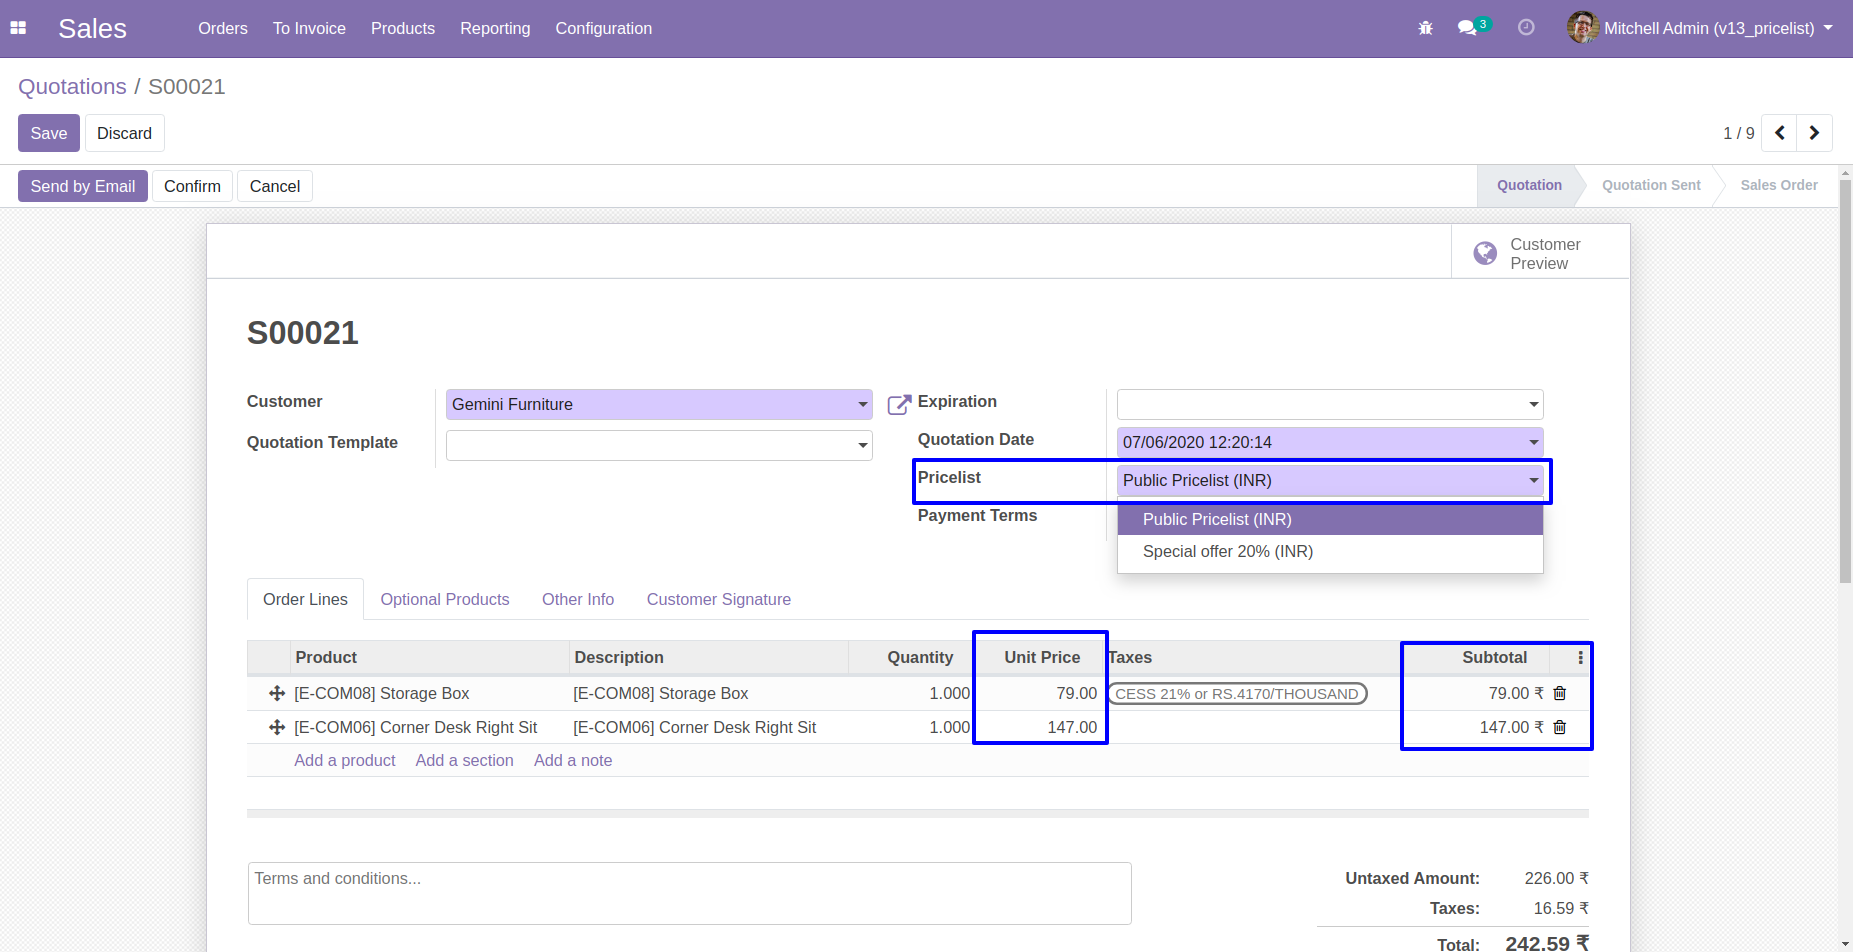 Sales Orders To Invoice Products Reporting Configuration 3 Mitchell Admin (v13_pricelist)
Quotations / S00021
Save Discard 1 / 9
Send by Email Confirm Cancel Quotation Quotation Sent Sales Order
Customer
Preview
S00021
Customer Gemini Furniture Expiration
Quotation Template Quotation Date 07/06/2020 12:20:14
Pricelist Public Pricelist (INR)
Payment Terms Public Pricelist (INR)
Special offer 20% (INR)
Order Lines Optional Products Other Info Customer Signature
Product Description Quantity Unit Price Taxes Subtotal
[E-COM08] Storage Box [E-COM08] Storage Box 1.000 79.00 CESS 21% or RS.4170/THOUSAND 79.00 ₹
[E-COM06] Corner Desk Right Sit [E-COM06] Corner Desk Right Sit 1.000 147.00 147.00 ₹
Add a product Add a section Add a note
Terms and conditions... Untaxed Amount: 226.00 ₹
Taxes: 16.59 ₹
Total: 242.59 ₹